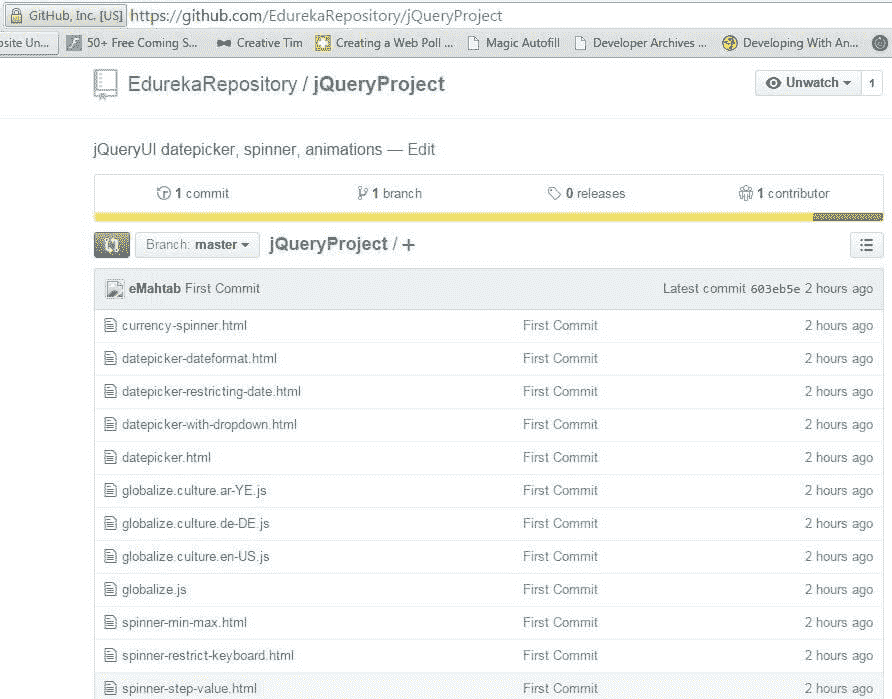 GitHub, Inc. [US] https://github.com/EdurekaRepository/jQueryProject
site Un... 50+ Free Coming S... Creative Tim Creating a Web Poll ... Magic Autofill Developer Archives ... Developing With An...
EdurekaRepository / jQueryProject
Unwatch 1
jQueryUI datepicker, spinner, animations — Edit
1 commit 1 branch 0 releases 1 contributor
Branch: master jQueryProject / +
eMahtab First Commit Latest commit 603eb5e 2 hours ago
currency-spinner.html First Commit 2 hours ago
datepicker-dateformat.html First Commit 2 hours ago
datepicker-restricting-date.html First Commit 2 hours ago
datepicker-with-dropdown.html First Commit 2 hours ago
datepicker.html First Commit 2 hours ago
globalize.culture.ar-YE.js First Commit 2 hours ago
globalize.culture.de-DE.js First Commit 2 hours ago
globalize.culture.en-US.js First Commit 2 hours ago
globalize.js First Commit 2 hours ago
spinner-min-max.html First Commit 2 hours ago
spinner-restrict-keyboard.html First Commit 2 hours ago
spinner-step-value.html First Commit 2 hours ago